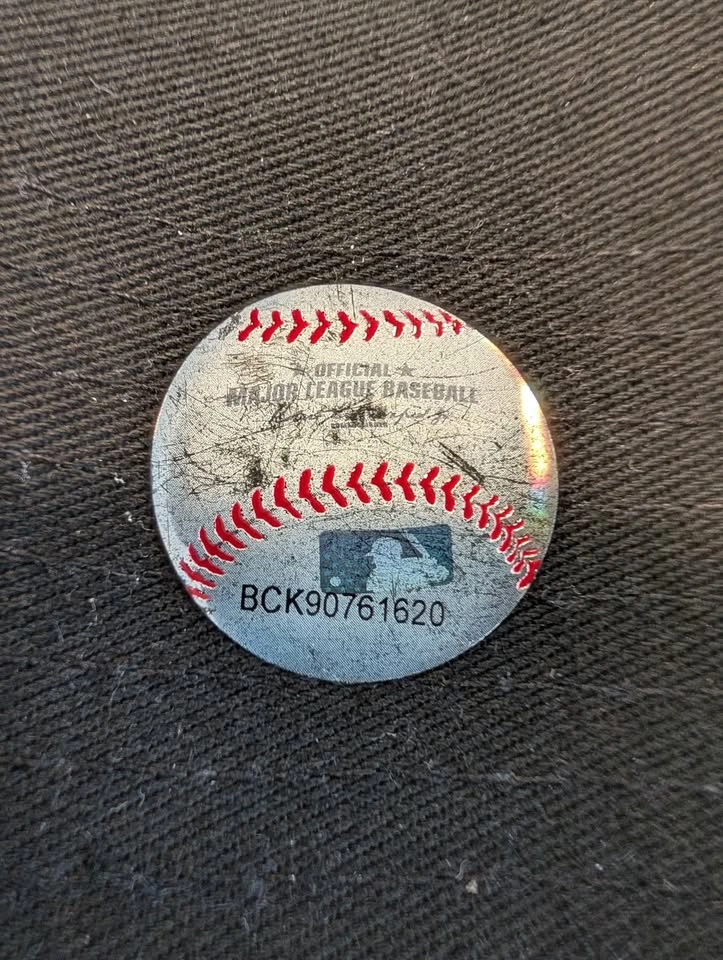 ★ OFFICIAL ★
MAJOR LEAGUE BASEBALL
BCK90761620